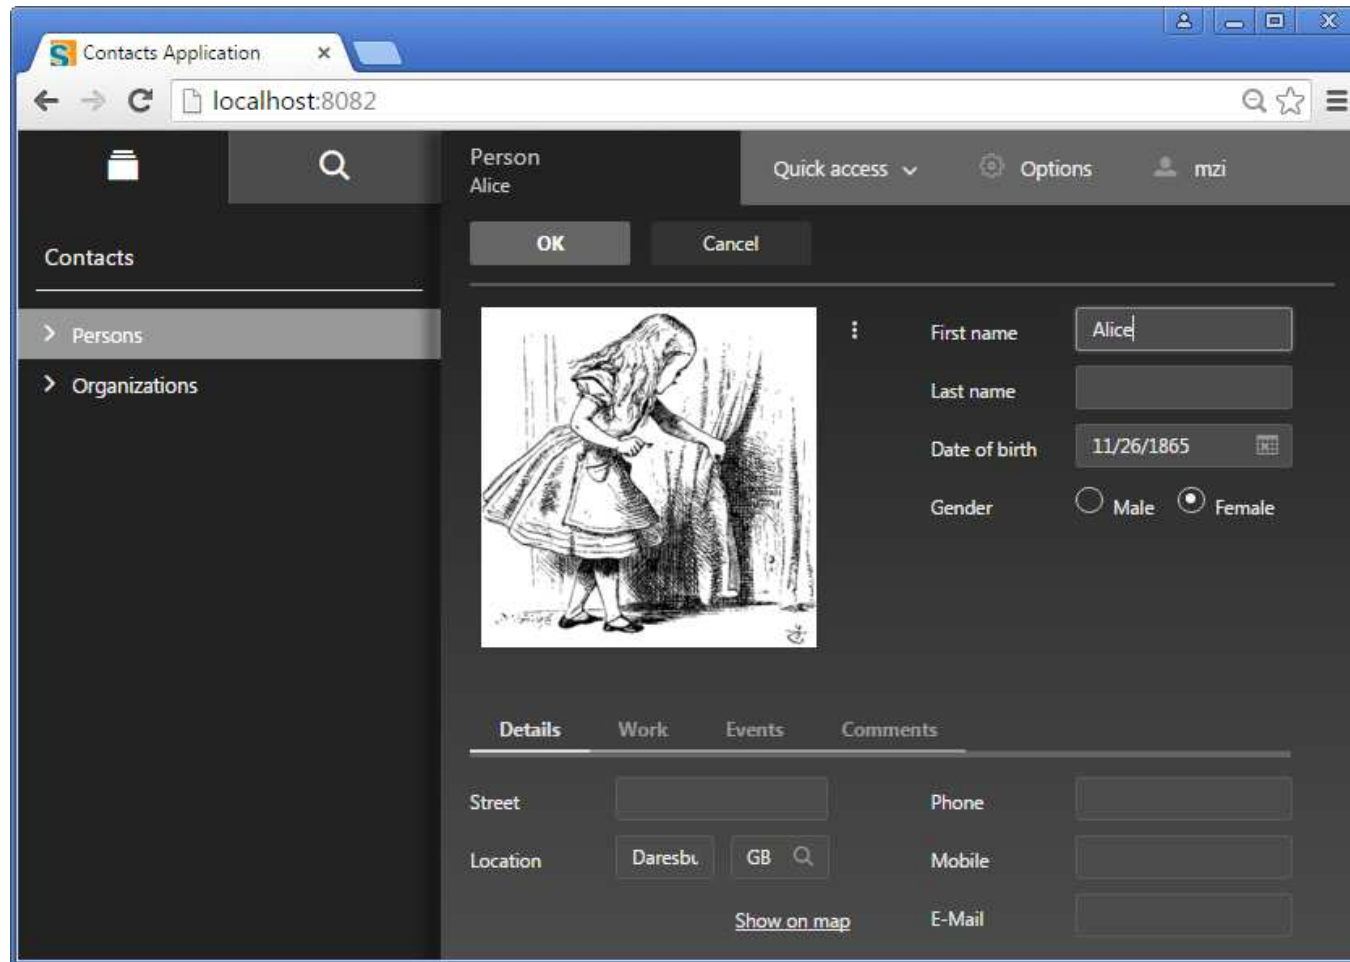 Contacts Application
localhost:8082
Person
Alice
Quick access
Options
mzi
OK
Cancel
Contacts
Persons
Organizations
First name
Alice
Last name
Date of birth
11/26/1865
Gender
Male
Female
Details
Work
Events
Comments
Street
Phone
Location
Daresbu
GB
Mobile
Show on map
E-Mail